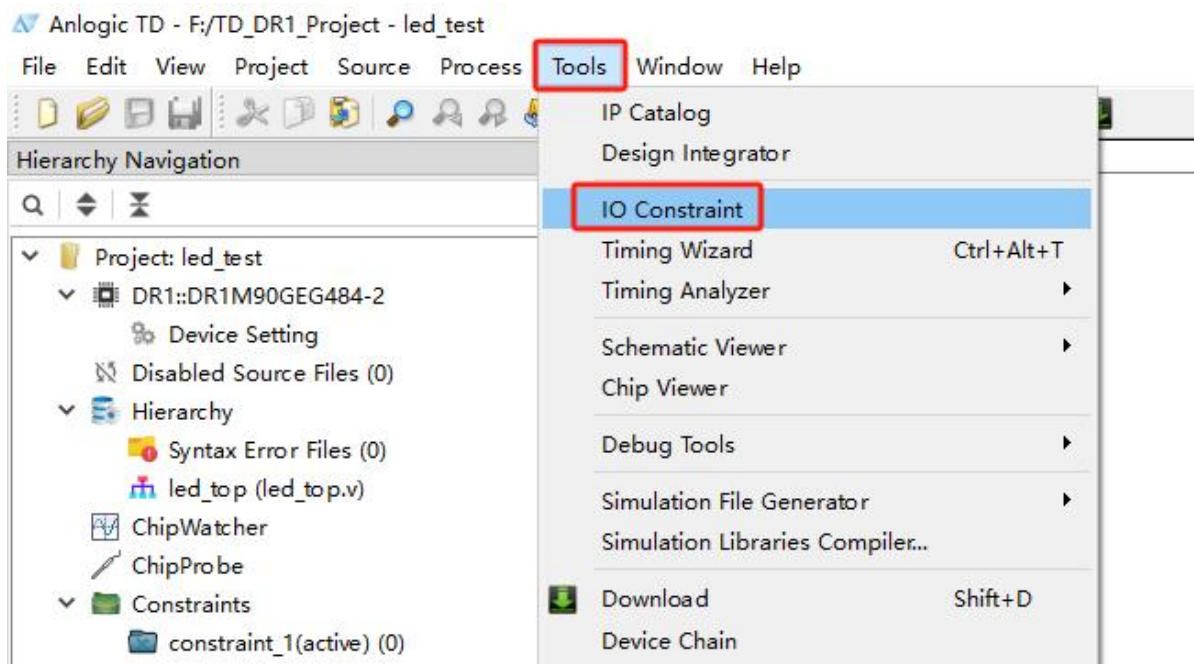 Anlogic TD - F:/TD_DR1_Project - led_test
File Edit View Project Source Process Tools Window Help
IP Catalog
Design Integrator
Hierarchy Navigation
IO Constraint
Timing Wizard Ctrl+Alt+T
Timing Analyzer
Schematic Viewer
Chip Viewer
Debug Tools
Simulation File Generator
Simulation Libraries Compiler...
Download Shift+D
Device Chain
Project: led_test
DR1::DR1M90GEG484-2
Device Setting
Disabled Source Files (0)
Hierarchy
Syntax Error Files (0)
led_top (led_top.v)
ChipWatcher
ChipProbe
Constraints
constraint_1(active) (0)